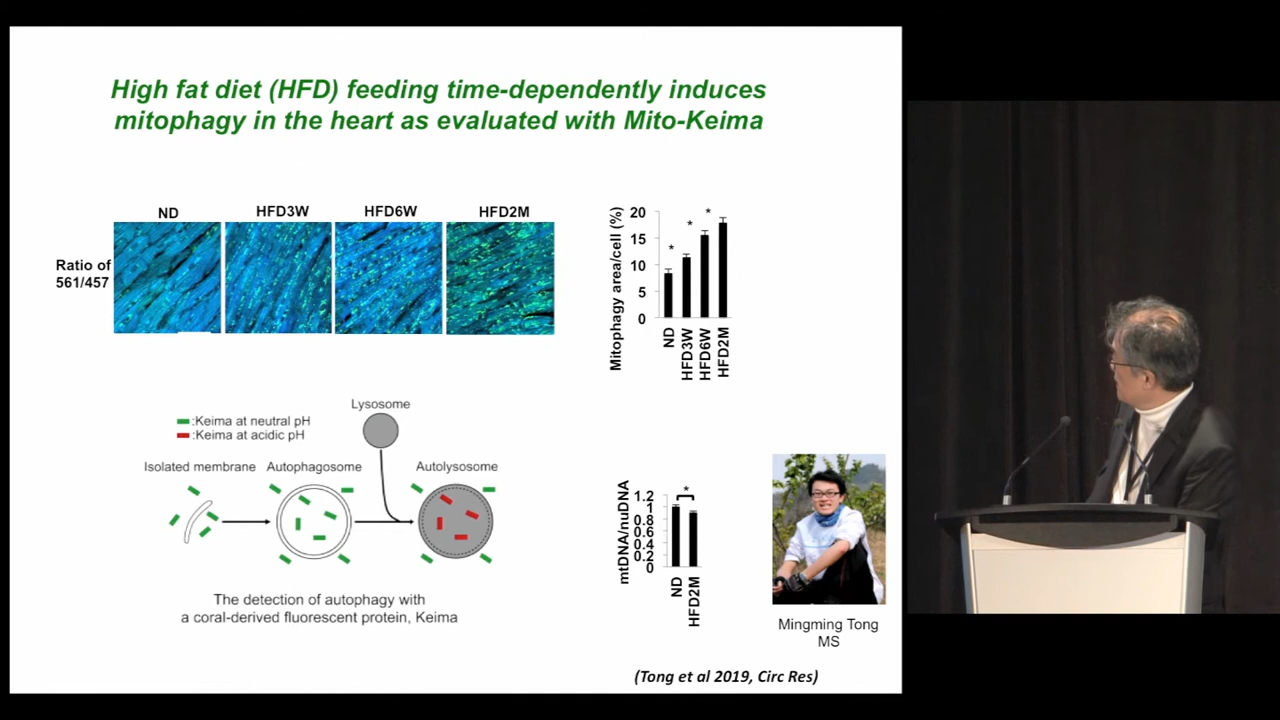 High fat diet (HFD) feeding time-dependently induces
mitophagy in the heart as evaluated with Mito-Keima
ND
HFD3W
HFD6W
HFD2M
Ratio of
561/457
Mitophagy area/cell (%)
20
15
10
5
0
*
*
*
ND
HFD3W
HFD6W
HFD2M
Lysosome
:Keima at neutral pH
:Keima at acidic pH
Isolated membrane
Autophagosome
Autolysosome
The detection of autophagy with
a coral-derived fluorescent protein, Keima
mtDNA/nuDNA
1.2
1
0.8
0.6
0.4
0.2
0
*
ND
HFD2M
Mingming Tong
MS
(Tong et al 2019, Circ Res)